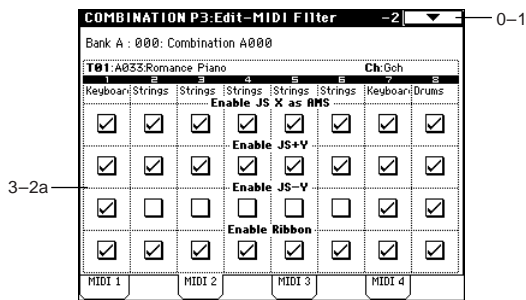 COMBINATION P3:Edit-MIDI FIlter -2
0–1
Bank A : 000: Combination A000
T01:A033:Romance Piano Ch:Gch
1 2 3 4 5 6 7 8
Keyboar Strings Strings Strings Strings Strings Keyboar Drums
Enable JS X as AMS
Enable JS+Y
3–2a
Enable JS-Y
Enable Ribbon
MIDI 1 MIDI 2 MIDI 3 MIDI 4